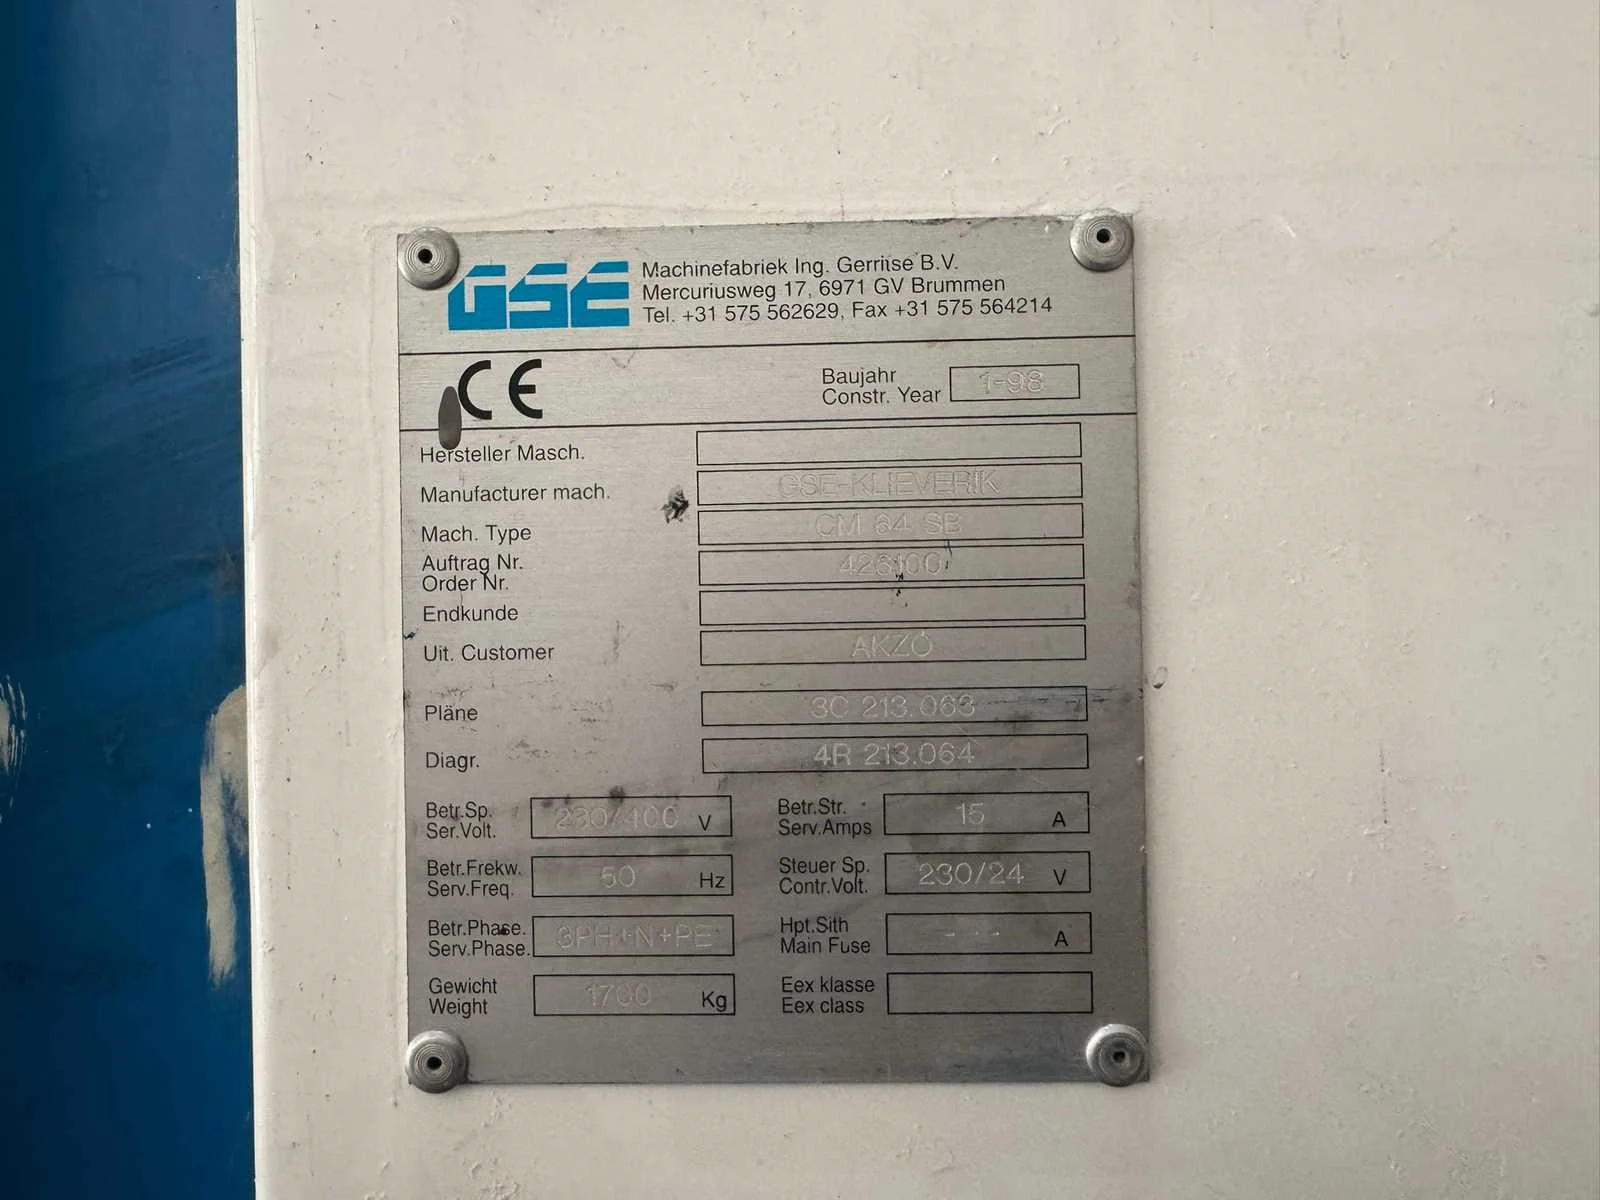 GSE
Machinefabriek Ing. Gerritse B.V.
Mercuriusweg 17, 6971 GV Brummen
Tel. +31 575 562629, Fax +31 575 564214
CE
Baujahr
Constr. Year
1-98
Hersteller Masch.
Manufacturer mach.
GSE-KLIEVERIK
Mach. Type
CM 64 SB
Auftrag Nr.
Order Nr.
426100
Endkunde
Uit. Customer
AKZO
Pläne
3C 213.063
Diagr.
4R 213.064
Betr.Sp.
Ser.Volt.
230/400 V
Betr.Str.
Serv.Amps
15 A
Betr.Frekw.
Serv.Freq.
50 Hz
Steuer Sp.
Contr.Volt.
230/24 V
Betr.Phase.
Serv.Phase.
3PH+N+PE
Hpt.Sith
Main Fuse
A
Gewicht
Weight
1700 Kg
Eex klasse
Eex class